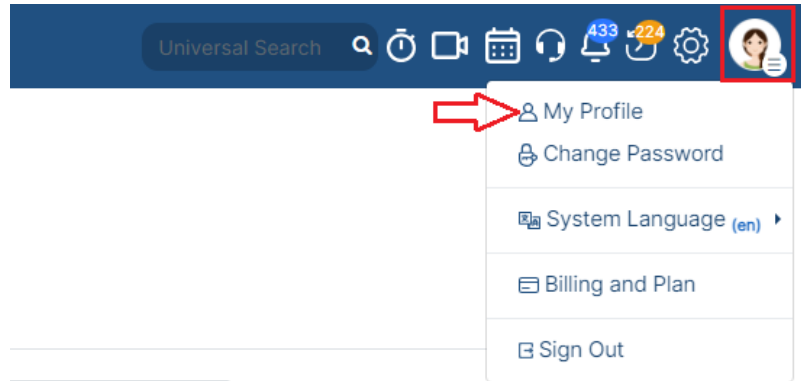 Universal Search
433
224
My Profile
Change Password
System Language (en)
Billing and Plan
Sign Out